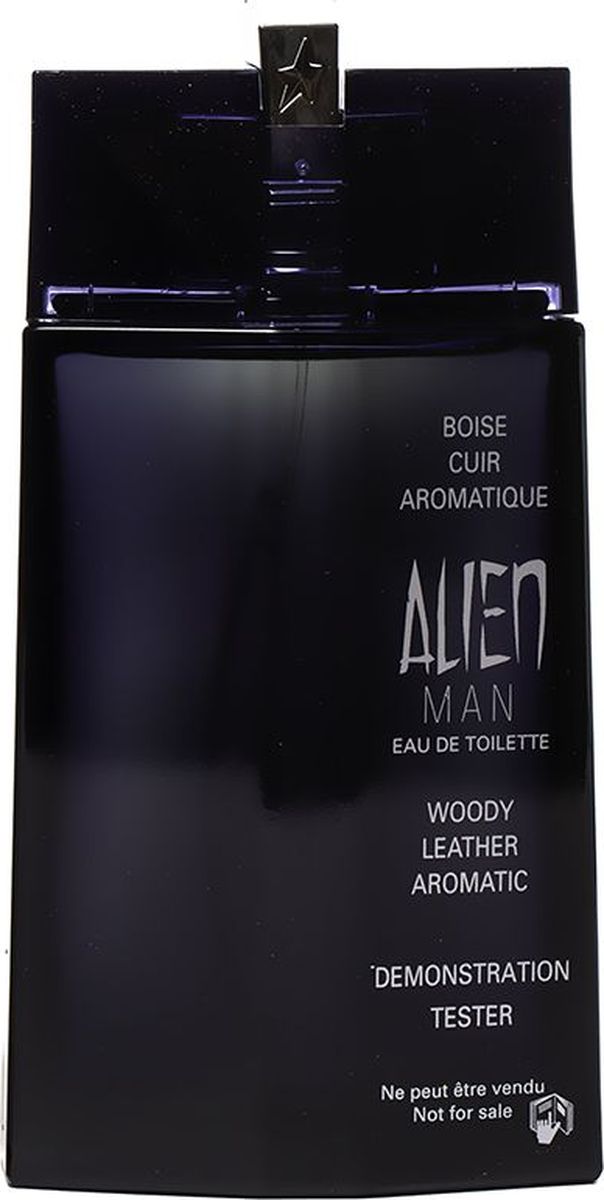 BOISE
CUIR
AROMATIQUE
ALIEN
MAN
EAU DE TOILETTE
WOODY
LEATHER
AROMATIC
DEMONSTRATION
TESTER
Ne peut être vendu
Not for sale